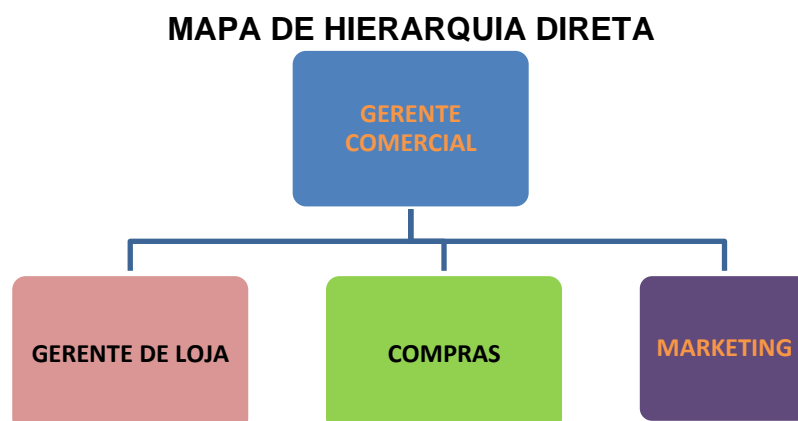 MAPA DE HIERARQUIA DIRETA
GERENTE
COMERCIAL
GERENTE DE LOJA
COMPRAS
MARKETING